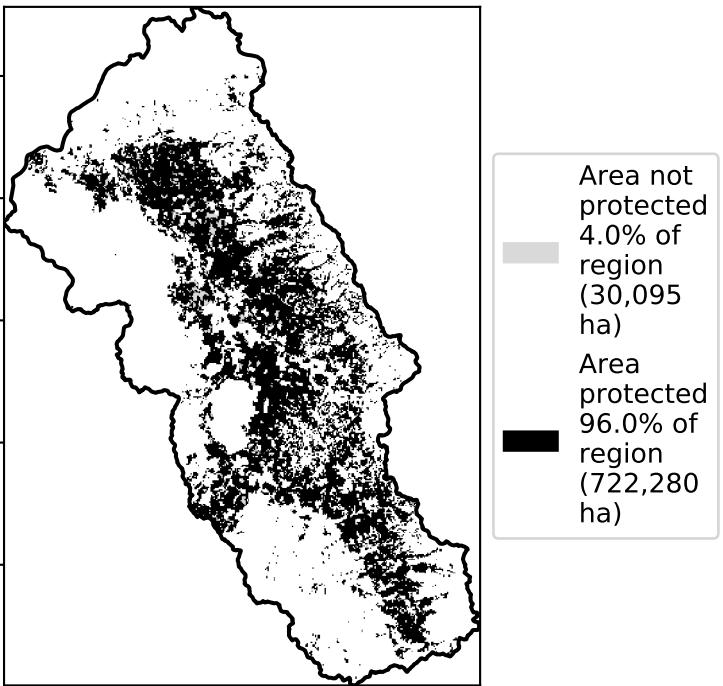 Area not
protected
4.0% of
region
(30,095
ha)
Area
protected
96.0% of
region
(722,280
ha)